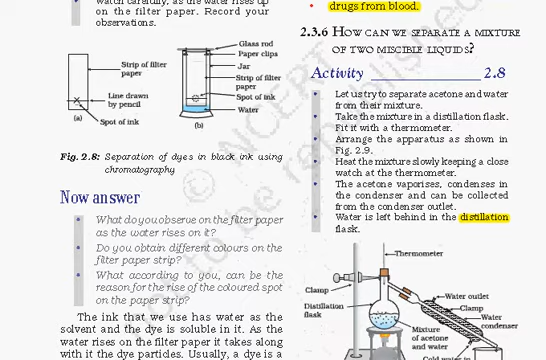 watch carefully, as the water rises up
on the filter paper. Record your
observations.
Strip of filter
paper
Line drawn
by pencil
Spot of ink
(a)
Glass rod
Paper clips
Jar
Strip of filter
paper
Spot of ink
Water
(b)
Fig. 2.8: Separation of dyes in black ink using
chromatography
Now answer
• What do you observe on the filter paper
as the water rises on it?
• Do you obtain different colours on the
filter paper strip?
• What according to you, can be the
reason for the rise of the coloured spot
on the paper strip?
The ink that we use has water as the
solvent and the dye is soluble in it. As the
water rises on the filter paper it takes along
with it the dye particles. Usually, a dye is a
• drugs from blood.
2.3.6 HOW CAN WE SEPARATE A MIXTURE
OF TWO MISCIBLE LIQUIDS?
Activity ______________ 2.8
• Let us try to separate acetone and water
from their mixture.
• Take the mixture in a distillation flask.
Fit it with a thermometer.
• Arrange the apparatus as shown in
Fig. 2.9.
• Heat the mixture slowly keeping a close
watch at the thermometer.
• The acetone vaporises, condenses in
the condenser and can be collected
from the condenser outlet.
• Water is left behind in the distillation
flask.
Thermometer
Clamp
Distillation
flask
Water outlet
Clamp
Water
condenser
Mixture
of acetone
and water
Cold water in
© NCERT
not to be republished